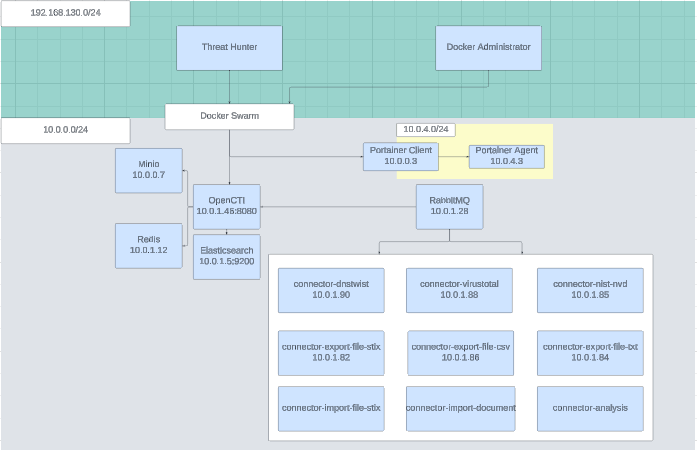 192.168.130.0/24
Threat Hunter
Docker Administrator
Docker Swarm
10.0.0.0/24
10.0.4.0/24
Portainer Client
10.0.0.3
Portainer Agent
10.0.4.3
Minio
10.0.0.7
OpenCTI
10.0.1.46:8080
RabbitMQ
10.0.1.28
Redis
10.0.1.12
Elasticsearch
10.0.1.5:9200
connector-dnstwist
10.0.1.90
connector-virustotal
10.0.1.88
connector-nist-nvd
10.0.1.85
connector-export-file-stix
10.0.1.82
connector-export-file-csv
10.0.1.86
connector-export-file-txt
10.0.1.84
connector-import-file-stix
connector-import-document
connector-analysis